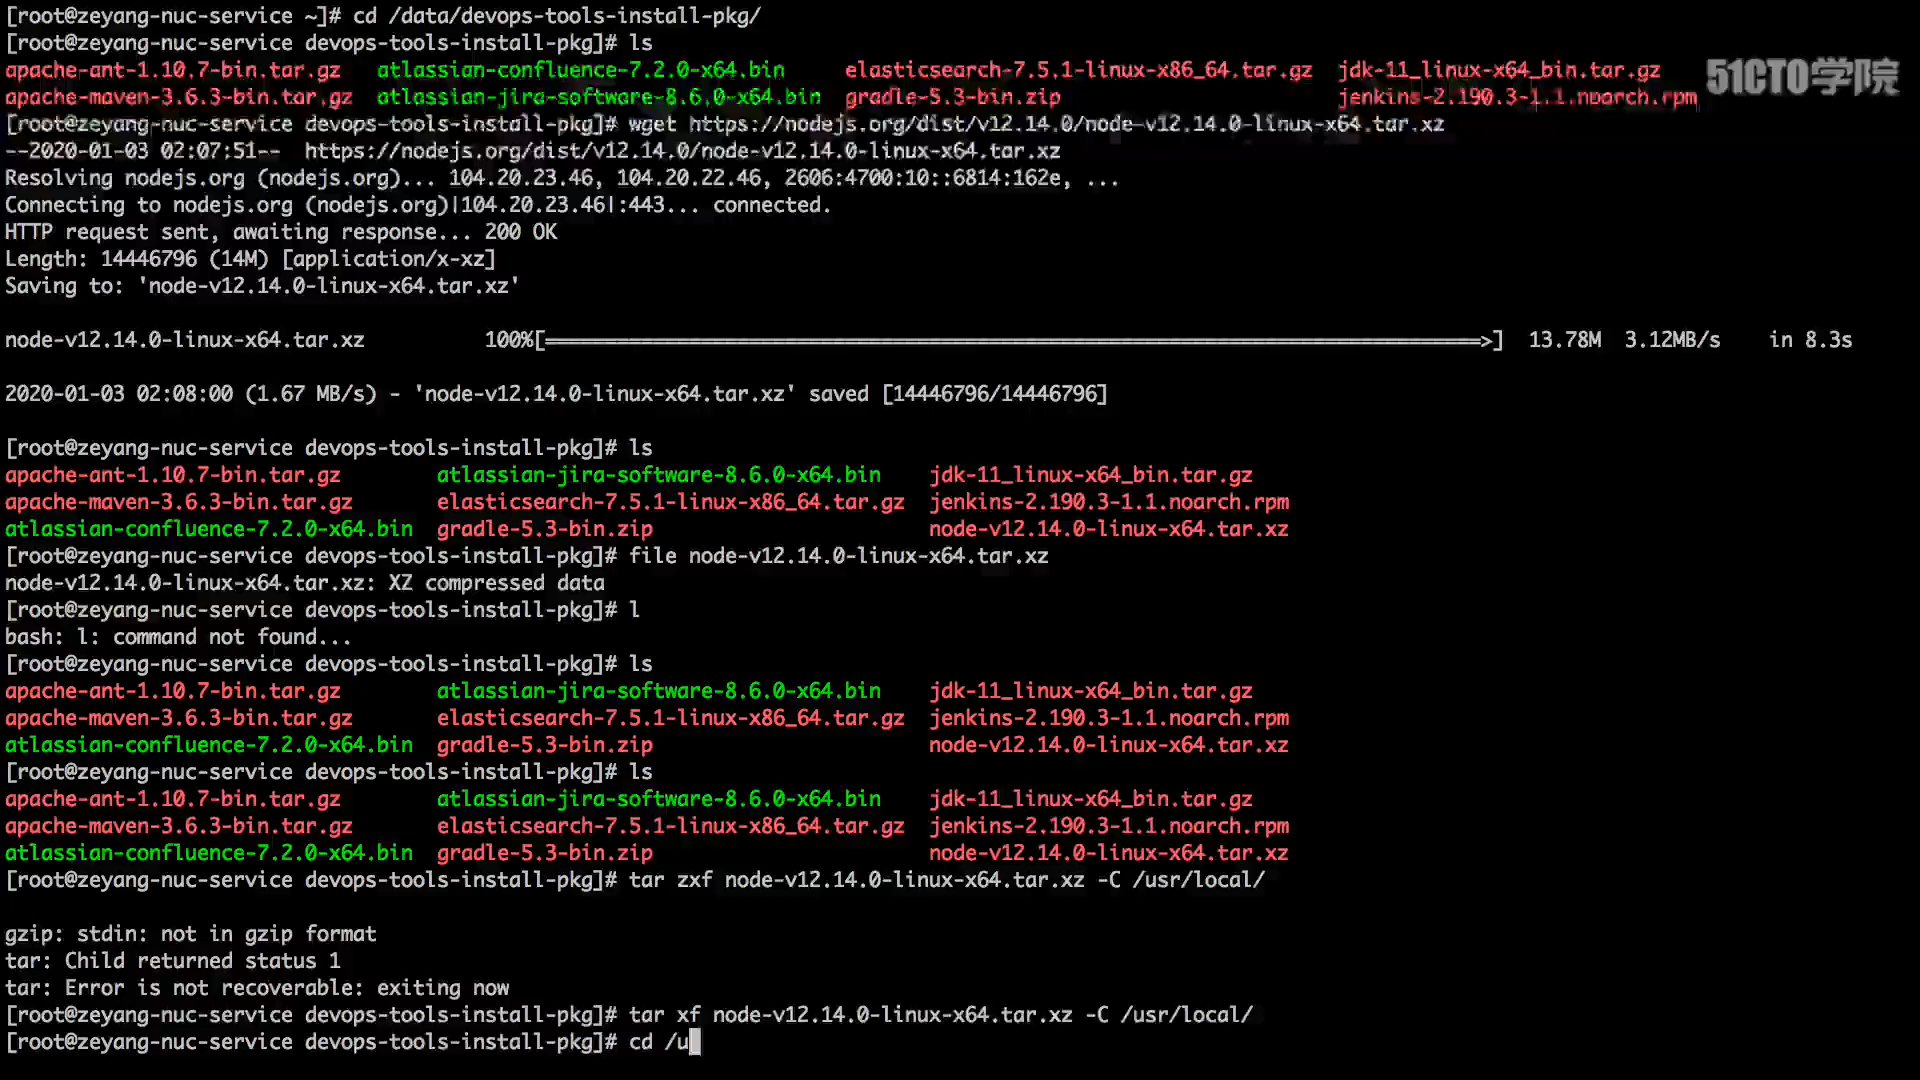 [root@zeyang-nuc-service ~]# cd /data/devops-tools-install-pkg/
[root@zeyang-nuc-service devops-tools-install-pkg]# ls
apache-ant-1.10.7-bin.tar.gz atlassian-confluence-7.2.0-x64.bin elasticsearch-7.5.1-linux-x86_64.tar.gz jdk-11_linux-x64_bin.tar.gz
apache-maven-3.6.3-bin.tar.gz atlassian-jira-software-8.6.0-x64.bin gradle-5.3-bin.zip jenkins-2.190.3-1.1.noarch.rpm
51CTO学院
[root@zeyang-nuc-service devops-tools-install-pkg]# wget https://nodejs.org/dist/v12.14.0/node-v12.14.0-linux-x64.tar.xz
--2020-01-03 02:07:51-- https://nodejs.org/dist/v12.14.0/node-v12.14.0-linux-x64.tar.xz
Resolving nodejs.org (nodejs.org)... 104.20.23.46, 104.20.22.46, 2606:4700:10::6814:162e, ...
Connecting to nodejs.org (nodejs.org)|104.20.23.46|:443... connected.
HTTP request sent, awaiting response... 200 OK
Length: 14446796 (14M) [application/x-xz]
Saving to: 'node-v12.14.0-linux-x64.tar.xz'
node-v12.14.0-linux-x64.tar.xz 100%[==============================================================================>] 13.78M 3.12MB/s in 8.3s
2020-01-03 02:08:00 (1.67 MB/s) - 'node-v12.14.0-linux-x64.tar.xz' saved [14446796/14446796]
[root@zeyang-nuc-service devops-tools-install-pkg]# ls
apache-ant-1.10.7-bin.tar.gz atlassian-jira-software-8.6.0-x64.bin jdk-11_linux-x64_bin.tar.gz
apache-maven-3.6.3-bin.tar.gz elasticsearch-7.5.1-linux-x86_64.tar.gz jenkins-2.190.3-1.1.noarch.rpm
atlassian-confluence-7.2.0-x64.bin gradle-5.3-bin.zip node-v12.14.0-linux-x64.tar.xz
[root@zeyang-nuc-service devops-tools-install-pkg]# file node-v12.14.0-linux-x64.tar.xz
node-v12.14.0-linux-x64.tar.xz: XZ compressed data
[root@zeyang-nuc-service devops-tools-install-pkg]# l
bash: l: command not found...
[root@zeyang-nuc-service devops-tools-install-pkg]# ls
apache-ant-1.10.7-bin.tar.gz atlassian-jira-software-8.6.0-x64.bin jdk-11_linux-x64_bin.tar.gz
apache-maven-3.6.3-bin.tar.gz elasticsearch-7.5.1-linux-x86_64.tar.gz jenkins-2.190.3-1.1.noarch.rpm
atlassian-confluence-7.2.0-x64.bin gradle-5.3-bin.zip node-v12.14.0-linux-x64.tar.xz
[root@zeyang-nuc-service devops-tools-install-pkg]# ls
apache-ant-1.10.7-bin.tar.gz atlassian-jira-software-8.6.0-x64.bin jdk-11_linux-x64_bin.tar.gz
apache-maven-3.6.3-bin.tar.gz elasticsearch-7.5.1-linux-x86_64.tar.gz jenkins-2.190.3-1.1.noarch.rpm
atlassian-confluence-7.2.0-x64.bin gradle-5.3-bin.zip node-v12.14.0-linux-x64.tar.xz
[root@zeyang-nuc-service devops-tools-install-pkg]# tar zxf node-v12.14.0-linux-x64.tar.xz -C /usr/local/
gzip: stdin: not in gzip format
tar: Child returned status 1
tar: Error is not recoverable: exiting now
[root@zeyang-nuc-service devops-tools-install-pkg]# tar xf node-v12.14.0-linux-x64.tar.xz -C /usr/local/
[root@zeyang-nuc-service devops-tools-install-pkg]# cd /u